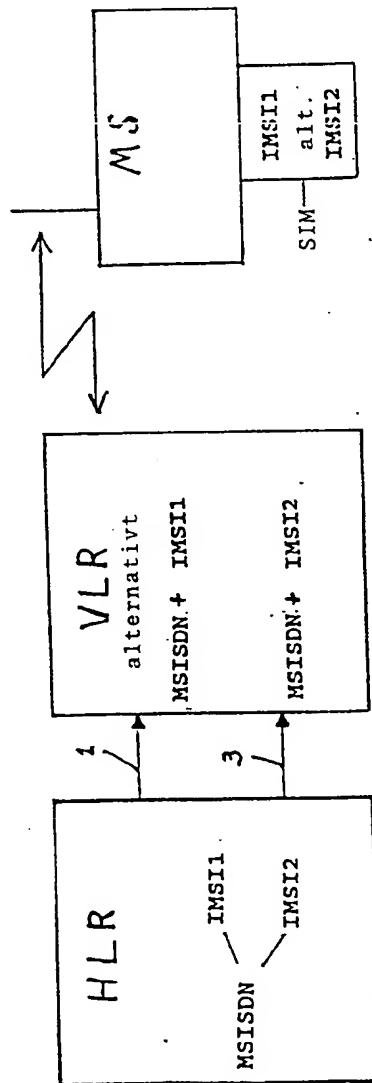 HLR
MSISDN
IMSI1
IMSI2
1
3
VLR
alternativt
MSISDN + IMSI1
MSISDN + IMSI2
MS
SIM
IMSI1
alt.
IMSI2